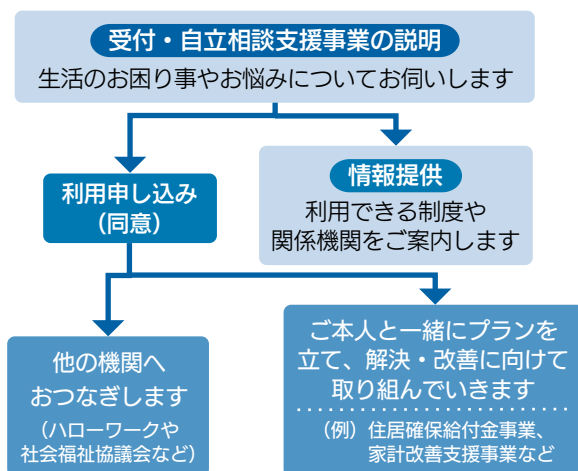 受付・自立相談支援事業の説明
生活のお困り事やお悩みについてお伺いします
利用申し込み
（同意）
情報提供
利用できる制度や
関係機関をご案内します
他の機関へ
おつなぎします
（ハローワークや
社会福祉協議会など）
ご本人と一緒にプランを
立て、解決・改善に向けて
取り組んでいきます
（例）住居確保給付金事業、
家計改善支援事業など